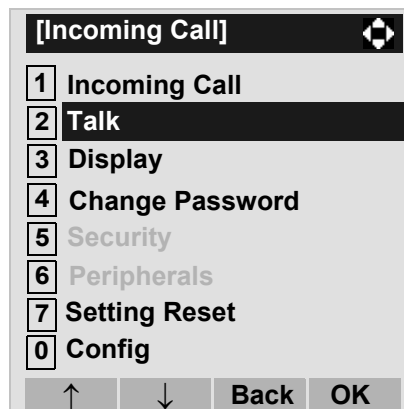 [Incoming Call]
1 Incoming Call
2 Talk
3 Display
4 Change Password
5 Security
6 Peripherals
7 Setting Reset
0 Config
↑ ↓ Back OK